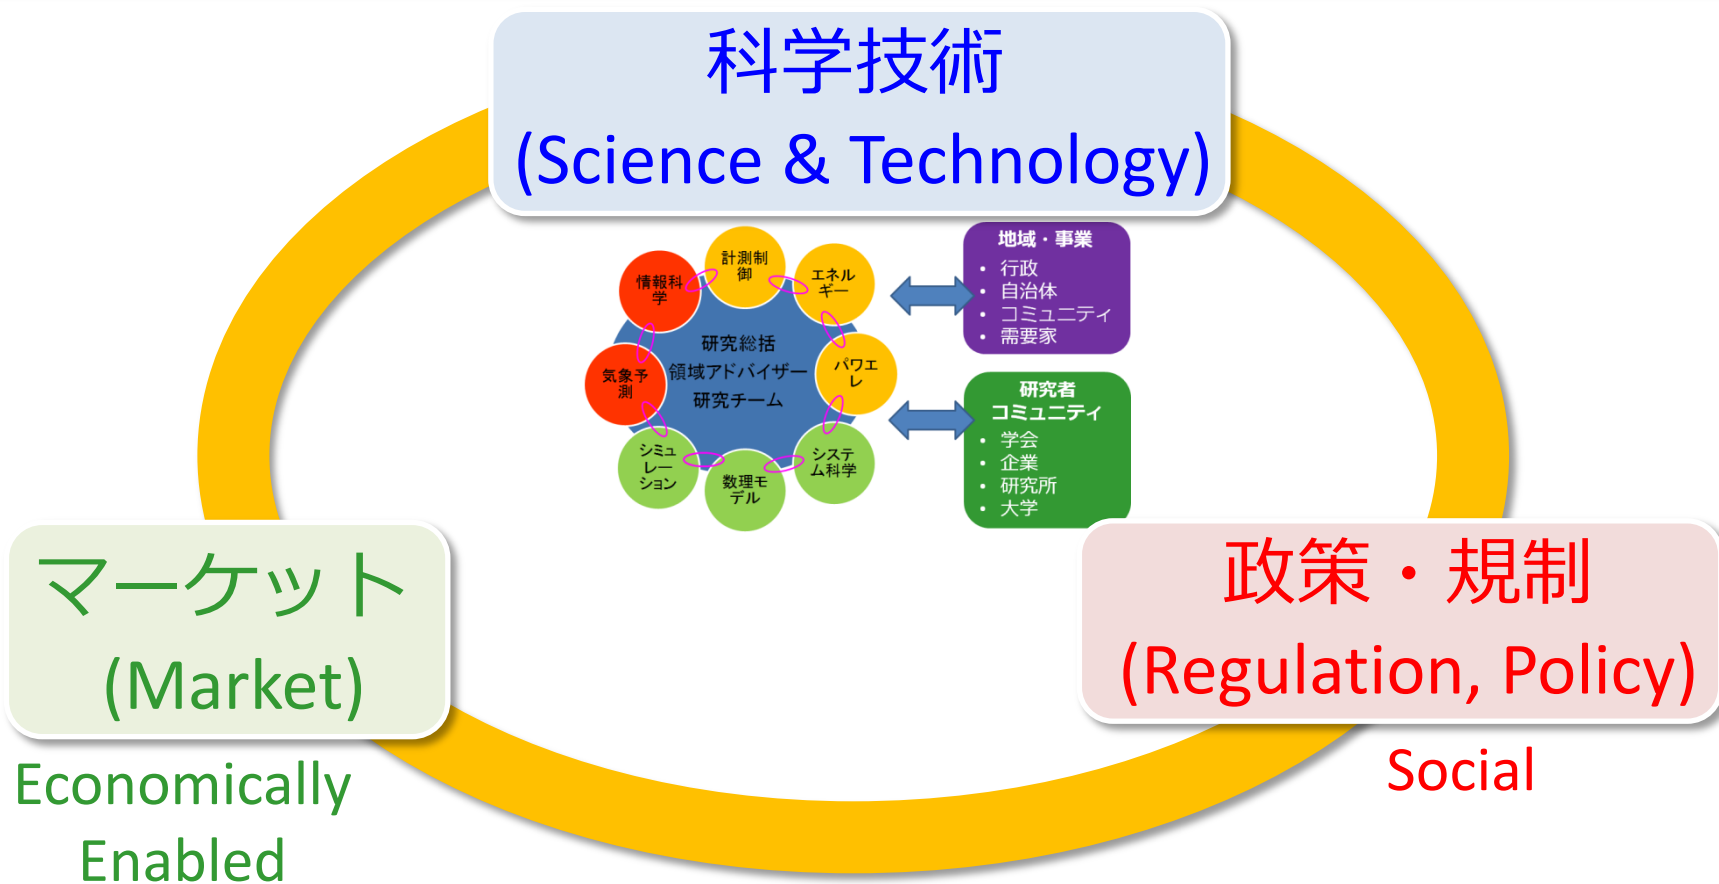 科学技術
(Science & Technology)
計測制
御
エネル
ギー
情報科
学
パワエ
レ
気象予
測
システ
ム科学
シミュ
レー
ション
数理モ
デル
研究総括
領域アドバイザー
研究チーム
地域・事業
• 行政
• 自治体
• コミュニティ
• 需要家
研究者
コミュニティ
• 学会
• 企業
• 研究所
• 大学
マーケット
(Market)
Economically
Enabled
政策・規制
(Regulation, Policy)
Social